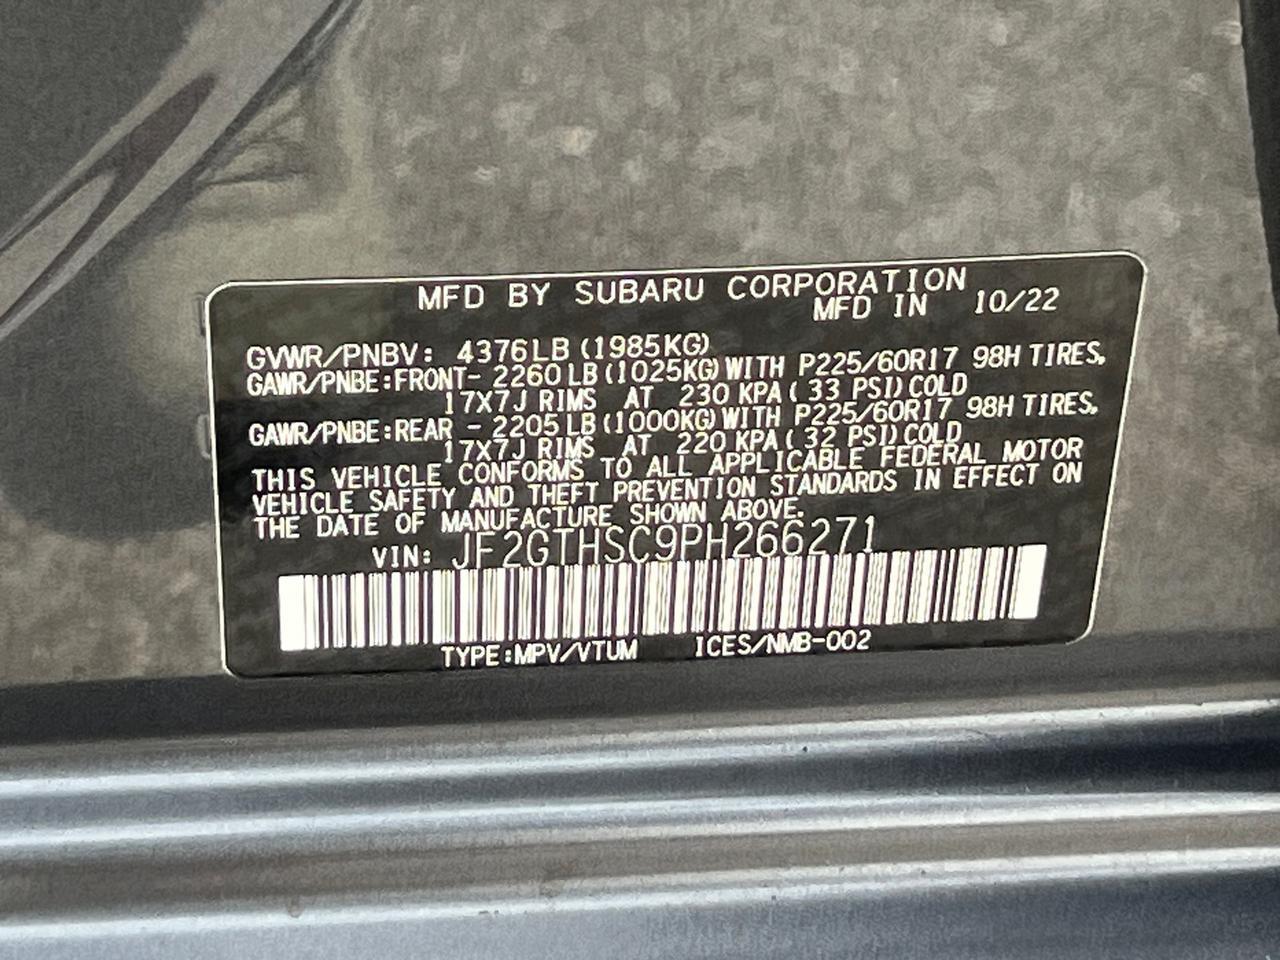 MFD BY SUBARU CORPORATION
MFD IN 10/22
GVWR/PNBV: 4376LB (1985KG)
GAWR/PNBE:FRONT- 2260LB (1025KG) WITH P225/60R17 98H TIRES,
17X7J RIMS AT 230 KPA ( 33 PSI) COLD
GAWR/PNBE:REAR - 2205LB (1000KG) WITH P225/60R17 98H TIRES,
17X7J RIMS AT 220 KPA ( 32 PSI) COLD
THIS VEHICLE CONFORMS TO ALL APPLICABLE FEDERAL MOTOR
VEHICLE SAFETY AND THEFT PREVENTION STANDARDS IN EFFECT ON
THE DATE OF MANUFACTURE SHOWN ABOVE.
VIN: JF2GTHSC9PH266271
TYPE:MPV/VTUM ICES/NMB-002